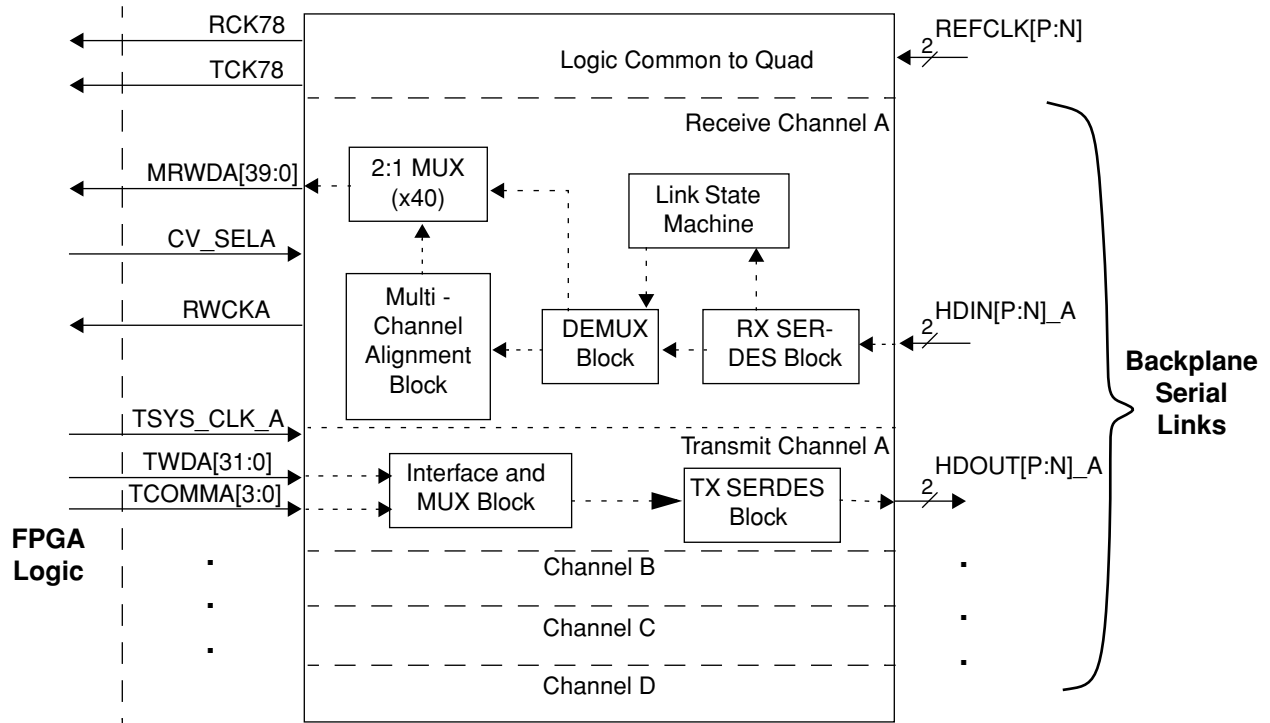 RCK78
TCK78
Logic Common to Quad
2
REFCLK[P:N]
Receive Channel A
MRWDA[39:0]
2:1 MUX
(x40)
Link State
Machine
CV_SELA
RWCKA
Multi -
Channel
Alignment
Block
DEMUX
Block
RX SER-
DES Block
2
HDIN[P:N]_A
Backplane
Serial
Links
TSYS_CLK_A
Transmit Channel A
TWDA[31:0]
TCOMMA[3:0]
Interface and
MUX Block
TX SERDES
Block
2
HDOUT[P:N]_A
FPGA
Logic
Channel B
Channel C
Channel D